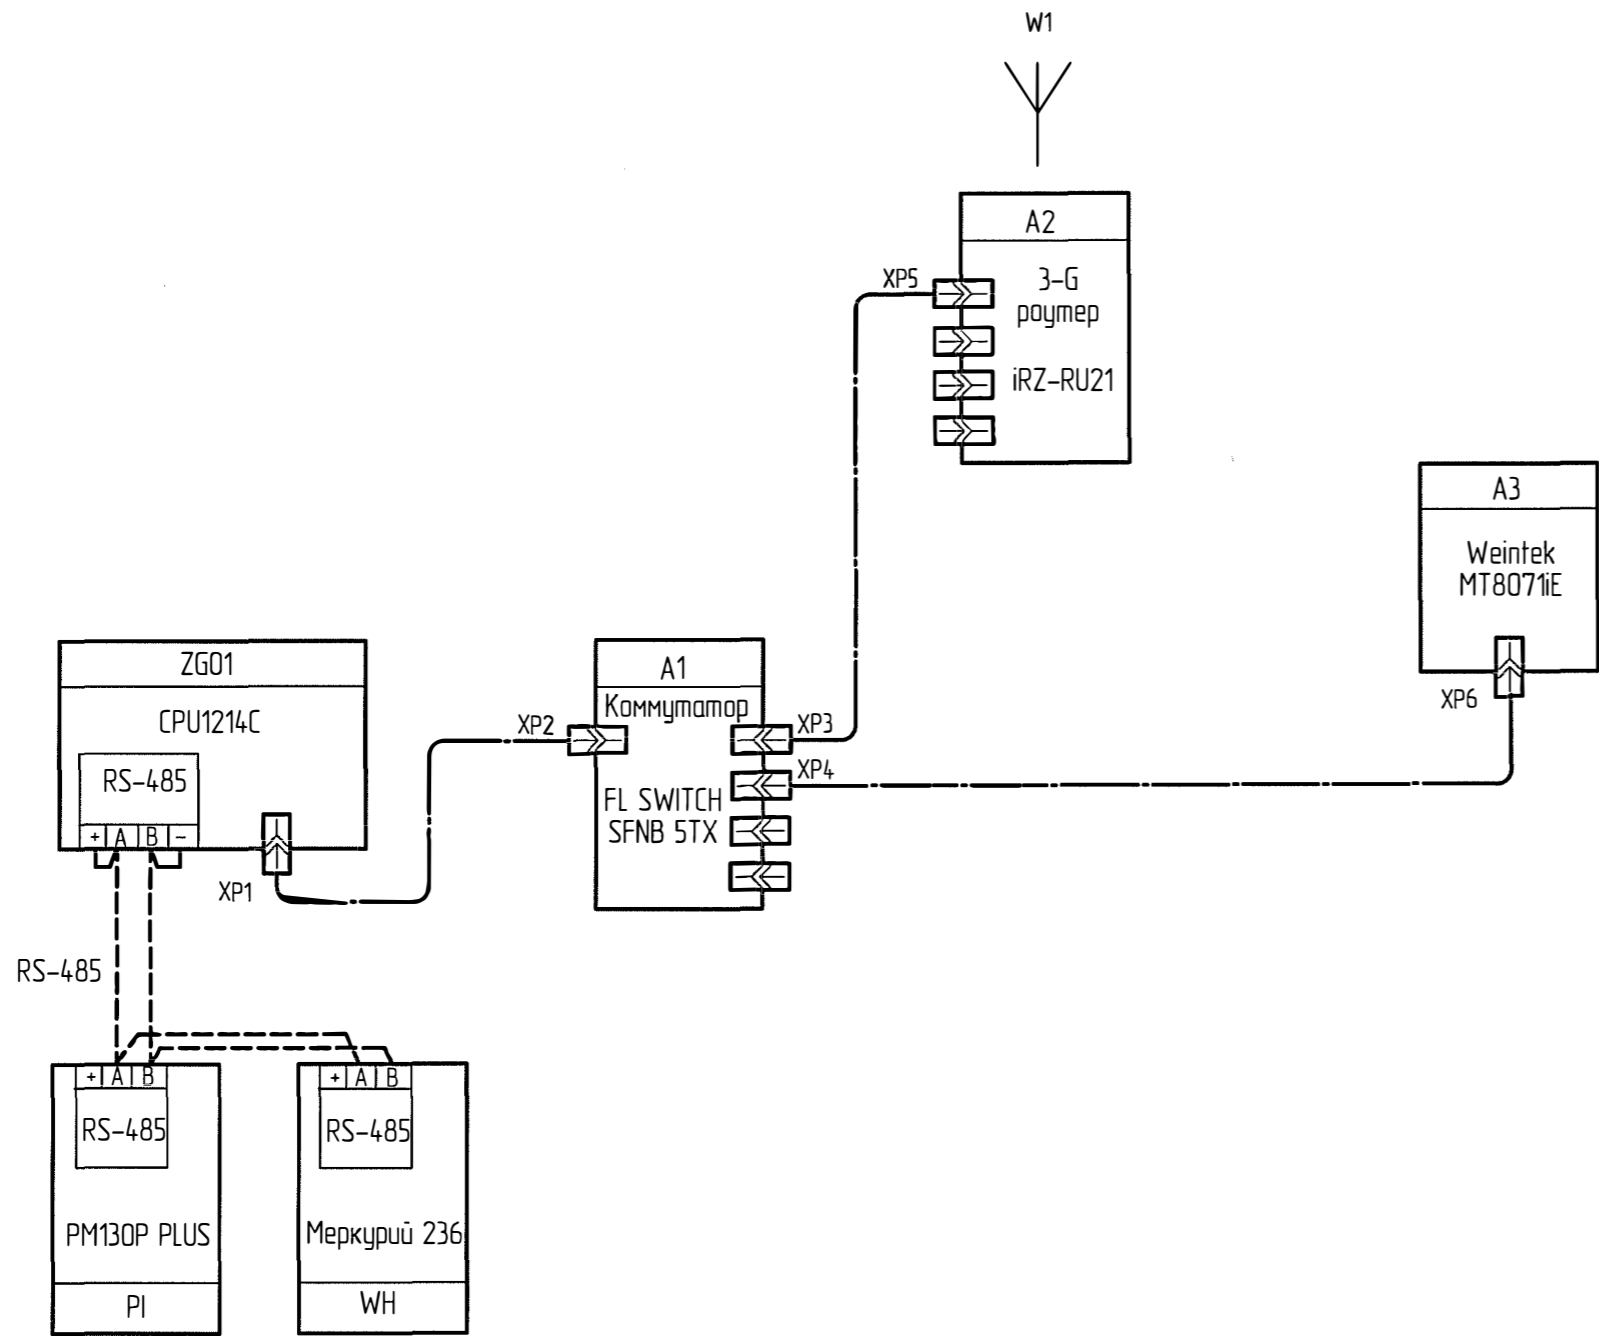 W1
A2
XP5
3-G
роутер
iRZ-RU21
A3
Weintek
MT8071iE
XP6
ZG01
CPU1214C
RS-485
+ A B -
XP1
A1
Коммутатор
XP2
XP3
XP4
FL SWITCH
SFNB 5TX
RS-485
+ A B
RS-485
PM130P PLUS
PI
+ A B
RS-485
Меркурий 236
WH